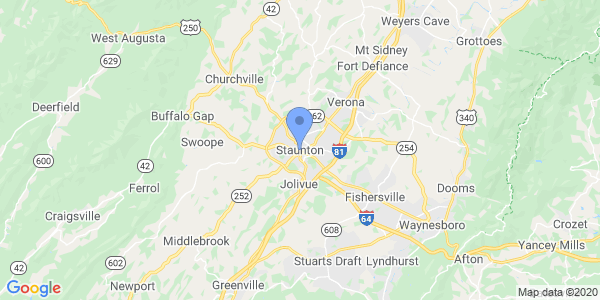 Weyers Cave
42
250
West Augusta
Grottoes
Mt Sidney
629
Fort Defiance
Churchville
Deerfield
Verona
Buffalo Gap
262
340
Swoope
Staunton
81
254
600
Ferrol
Jolivue
Dooms
252
Fishersville
Craigsville
64
Waynesboro
Crozet
Middlebrook
608
Yancey Mills
602
Afton
42
Stuarts Draft
Lyndhurst
Newport
Greenville
Google
Map data ©2020